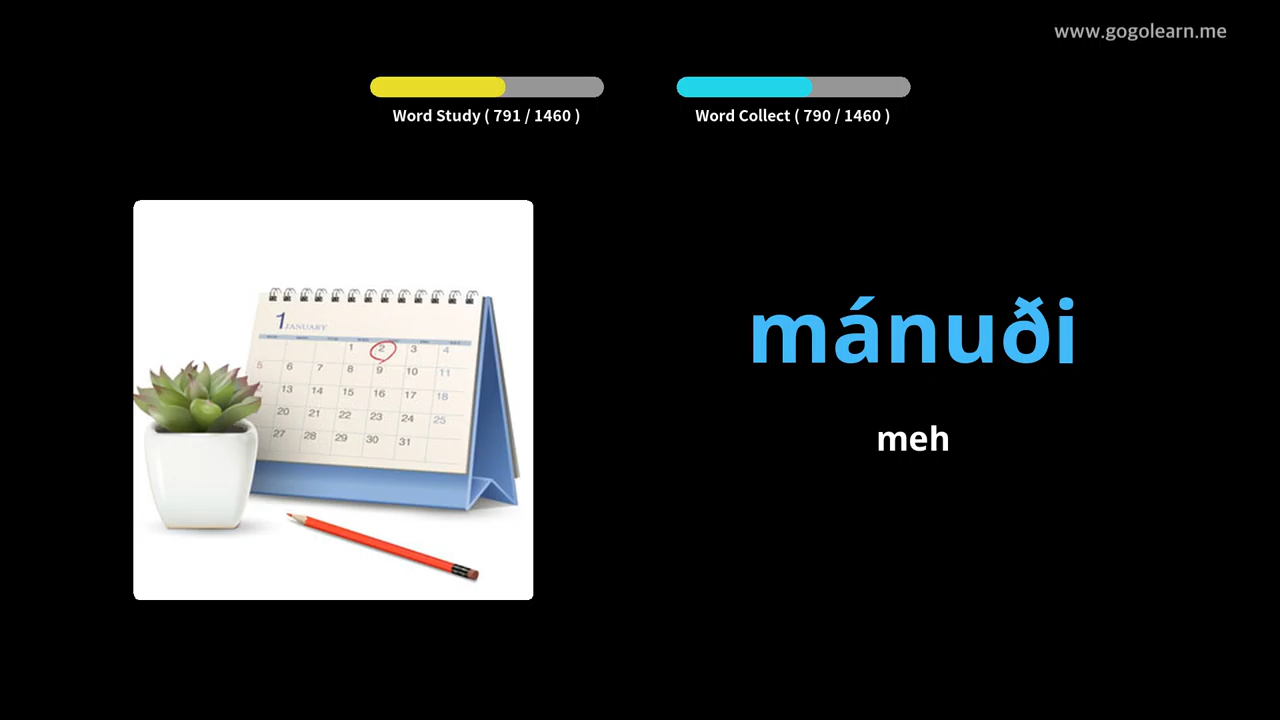 www.gogolearn.me
Word Study ( 791 / 1460 )
Word Collect ( 790 / 1460 )
mánuði
meh
1 JANUARY
1 2 3 4
5 6 7 8 9 10 11
13 14 15 16 17 18
20 21 22 23 24 25
27 28 29 30 31